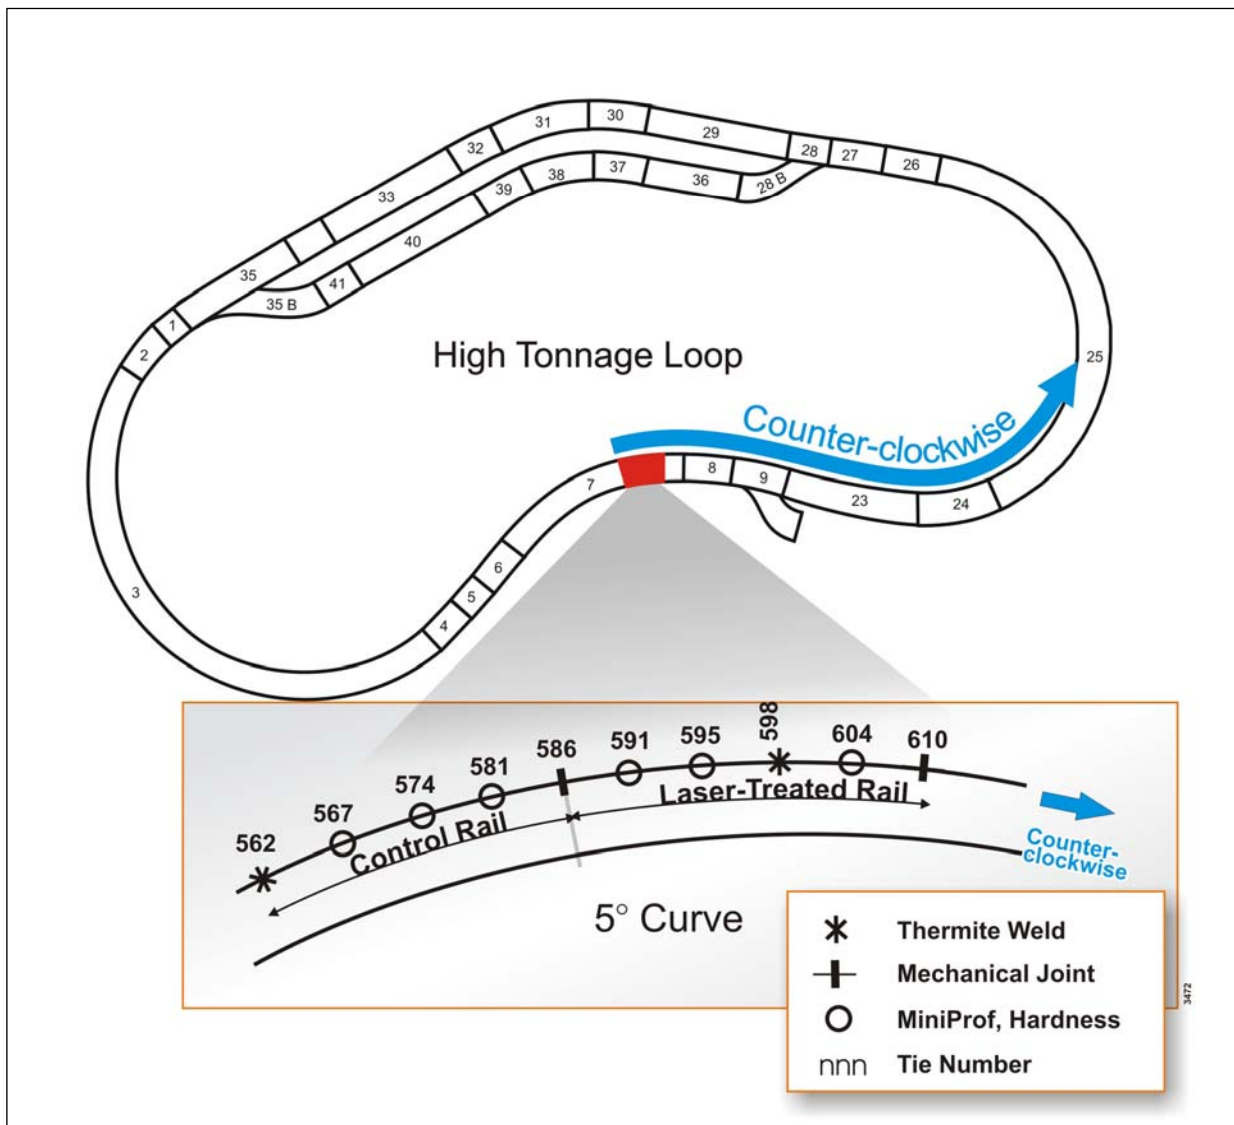 30
31
29
32
28
27
26
37
38
36
28 B
33
39
40
35
41
35 B
1
2
High Tonnage Loop
25
Counter-clockwise
8
9
7
23
24
6
5
3
4
598
604
610
595
591
586
581
574
567
562
Laser-Treated Rail
Control Rail
Counter-
clockwise
5° Curve
Thermite Weld
Mechanical Joint
MiniProf, Hardness
nnn Tie Number
3472